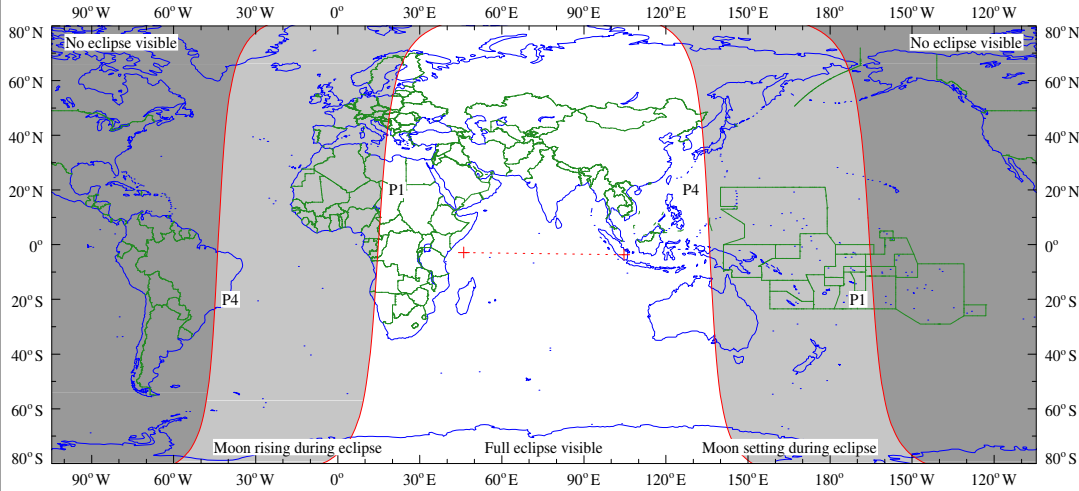 90°W 60°W 30°W 0° 30°E 60°E 90°E 120°E 150°E 180° 150°W 120°W
80°N 80°N
No eclipse visible No eclipse visible
60°N 60°N
40°N 40°N
20°N P1 P4 20°N
0° 0°
20°S P4 P1 20°S
40°S 40°S
60°S 60°S
Moon rising during eclipse Full eclipse visible Moon setting during eclipse
80°S 80°S
90°W 60°W 30°W 0° 30°E 60°E 90°E 120°E 150°E 180° 150°W 120°W